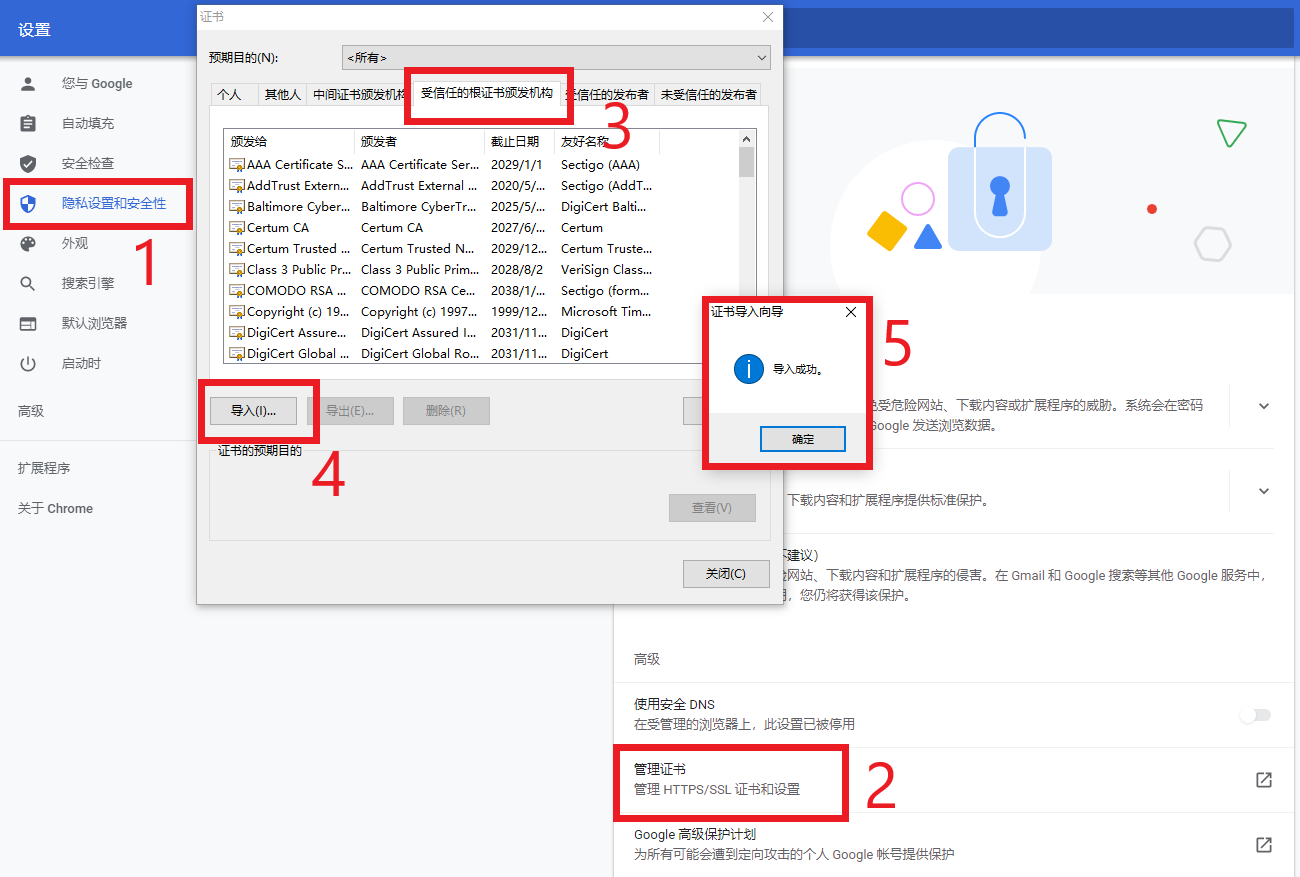 设置
您与 Google
自动填充
安全检查
隐私设置和安全性
1
外观
搜索引擎
默认浏览器
启动时
高级
扩展程序
关于 Chrome
证书
预期目的(N):
<所有>
个人
其他人
中间证书颁发机构
受信任的根证书颁发机构
受信任的发布者
未受信任的发布者
3
颁发给 颁发者 截止日期 友好名称
AAA Certificate S... AAA Certificate Ser... 2029/1/1 Sectigo (AAA)
AddTrust Extern... AddTrust External ... 2020/5/... Sectigo (AddT...
Baltimore Cyber... Baltimore CyberTr... 2025/5/... DigiCert Balti...
Certum CA Certum CA 2027/6/... Certum
Certum Trusted ... Certum Trusted N... 2029/12... Certum Truste...
Class 3 Public Pr... Class 3 Public Prim... 2028/8/2 VeriSign Class...
COMODO RSA ... COMODO RSA Ce... 2038/1/... Sectigo (form...
Copyright (c) 19... Copyright (c) 1997... 1999/12... Microsoft Tim...
DigiCert Assure... DigiCert Assured I... 2031/11... DigiCert
DigiCert Global ... DigiCert Global Ro... 2031/11... DigiCert
导入(I)...
导出(E)...
删除(R)
4
证书的预期目的
查看(V)
关闭(C)
证书导入向导
导入成功。
确定
5
免受危险网站、下载内容或扩展程序的威胁。系统会在密码
Google 发送浏览数据。
下载内容和扩展程序提供标准保护。
不建议)
网站、下载内容和扩展程序的侵害。在 Gmail 和 Google 搜索等其他 Google 服务中，
，您仍将获得该保护。
高级
使用安全 DNS
在受管理的浏览器上，此设置已被停用
管理证书
管理 HTTPS/SSL 证书和设置
2
Google 高级保护计划
为所有可能会遭到定向攻击的个人 Google 帐号提供保护